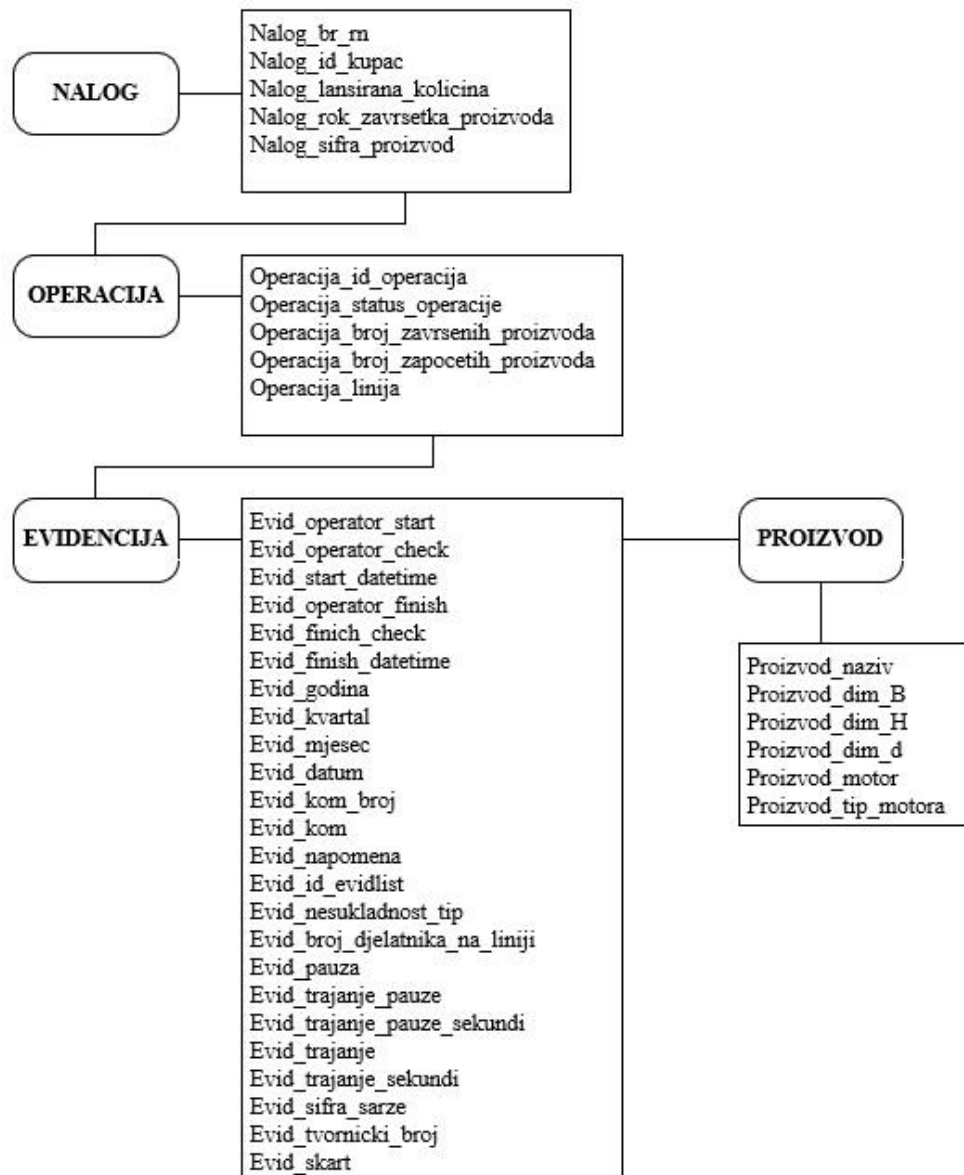 NALOG
Nalog_br_rn
Nalog_id_kupac
Nalog_lansirana_kolicina
Nalog_rok_zavrsetka_proizvoda
Nalog_sifra_proizvod
OPERACIJA
Operacija_id_operacija
Operacija_status_operacije
Operacija_broj_zavrsenih_proizvoda
Operacija_broj_zapocetih_proizvoda
Operacija_linija
EVIDENCIJA
Evid_operator_start
Evid_operator_check
Evid_start_datetime
Evid_operator_finish
Evid_finich_check
Evid_finish_datetime
Evid_godina
Evid_kvartal
Evid_mjesec
Evid_datum
Evid_kom_broj
Evid_kom
Evid_napomena
Evid_id_evidlist
Evid_nesukladnost_tip
Evid_broj_djelatnika_na_liniji
Evid_pauza
Evid_trajanje_pauze
Evid_trajanje_pauze_sekundi
Evid_trajanje
Evid_trajanje_sekundi
Evid_sifra_sarze
Evid_tvornicki_broj
Evid_skart
PROIZVOD
Proizvod_naziv
Proizvod_dim_B
Proizvod_dim_H
Proizvod_dim_d
Proizvod_motor
Proizvod_tip_motora